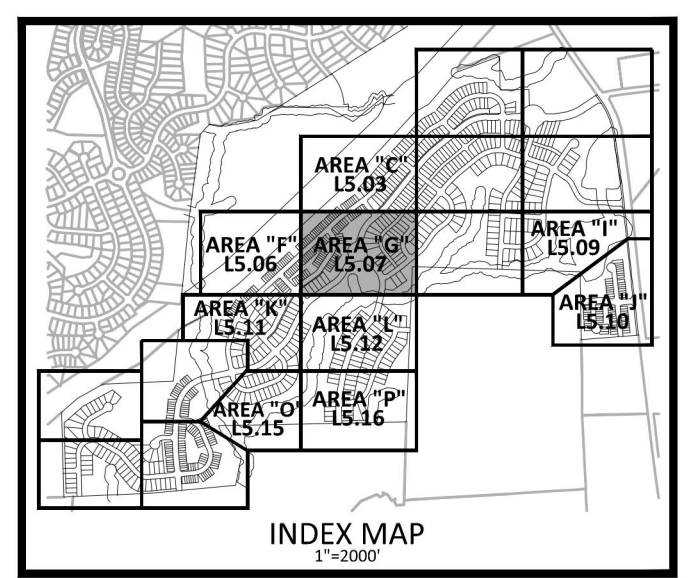 AREA "C"
L5.03
AREA "F"
L5.06
AREA "G"
L5.07
AREA "I"
L5.09
AREA "J"
L5.10
AREA "K"
L5.11
AREA "L"
L5.12
AREA "O"
L5.15
AREA "P"
L5.16
INDEX MAP
1"=2000'